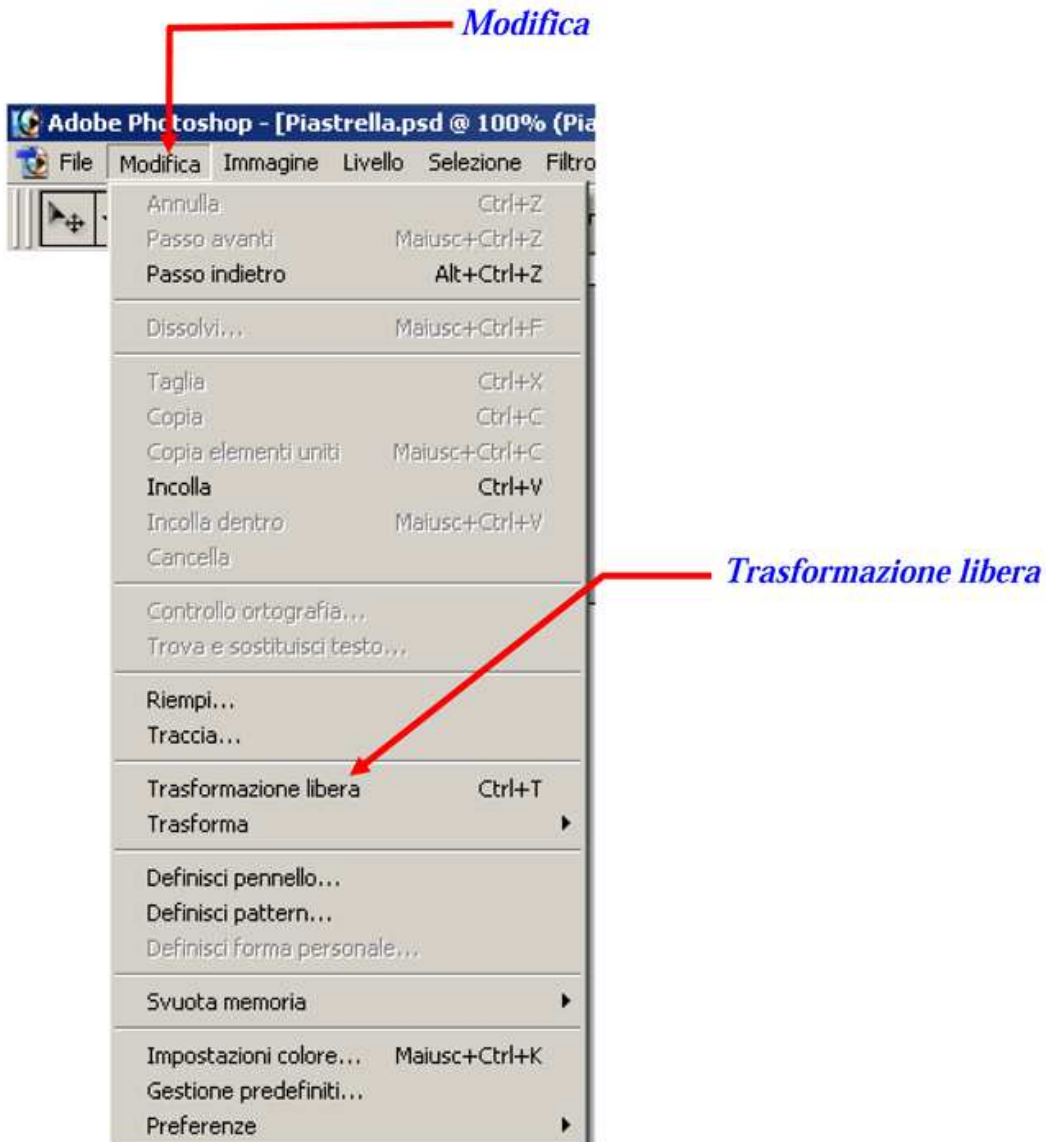 Modifica
Adobe Photoshop - [Piastrella.psd @ 100% (Pia
File Modifica Immagine Livello Selezione Filtro
Annulla Ctrl+Z
Passo avanti Maiusc+Ctrl+Z
Passo indietro Alt+Ctrl+Z
Dissolvi... Maiusc+Ctrl+F
Taglia Ctrl+X
Copia Ctrl+C
Copia elementi uniti Maiusc+Ctrl+C
Incolla Ctrl+V
Incolla dentro Maiusc+Ctrl+V
Cancella
Trasformazione libera
Controllo ortografia...
Trova e sostituisci testo...
Riempi...
Traccia...
Trasformazione libera Ctrl+T
Trasforma
Definisci pennello...
Definisci pattern...
Definisci forma personale...
Svuota memoria
Impostazioni colore... Maiusc+Ctrl+K
Gestione predefiniti...
Preferenze